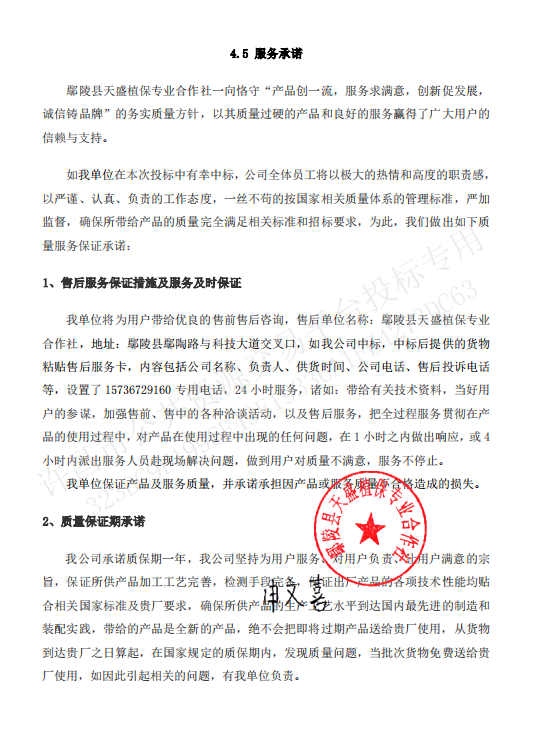 4.5 服务承诺
鄢陵县天盛植保专业合作社一向恪守“产品创一流，服务求满意，创新促发展，
诚信铸品牌”的务实质量方针，以其质量过硬的产品和良好的服务赢得了广大用户的
信赖与支持。
如我单位在本次投标中有幸中标，公司全体员工将以极大的热情和高度的职责感，
以严谨、认真、负责的工作态度，一丝不苟的按国家相关质量体系的管理标准，严加
监督，确保所带给产品的质量完全满足相关标准和招标要求，为此，我们做出如下质
量服务保证承诺：
1、售后服务保证措施及服务及时保证
我单位将为用户带给优良的售前售后咨询，售后单位名称：鄢陵县天盛植保专业
合作社，地址：鄢陵县鄢陶路与科技大道交叉口，如我公司中标，中标后提供的货物
粘贴售后服务卡，内容包括公司名称、负责人、供货时间、公司电话、售后投诉电话
等，设置了 15736729160 专用电话，24 小时服务，诸如：带给有关技术资料，当好用
户的参谋，加强售前、售中的各种洽谈活动，以及售后服务，把全过程服务贯彻在产
品的使用过程中，对产品在使用过程中出现的任何问题，在 1 小时之内做出响应，或 4
小时内派出服务人员赴现场解决问题，做到用户对质量不满意，服务不停止。
我单位保证产品及服务质量，并承诺承担因产品或服务质量不合格造成的损失。
2、质量保证期承诺
我公司承诺质保期一年，我公司坚持为用户服务、对用户负责、让用户满意的宗
旨，保证所供产品加工工艺完善，检测手段完备，保证出厂产品的各项技术性能均贴
合相关国家标准及贵厂要求，确保所供产品的生产工艺水平到达国内最先进的制造和
装配实践，带给的产品是全新的产品，绝不会把即将过期产品送给贵厂使用，从货物
到达贵厂之日算起，在国家规定的质保期内，发现质量问题，当批次货物免费送给贵
厂使用，如因此引起相关的问题，有我单位负责。
鄢陵县天盛植保专业合作社